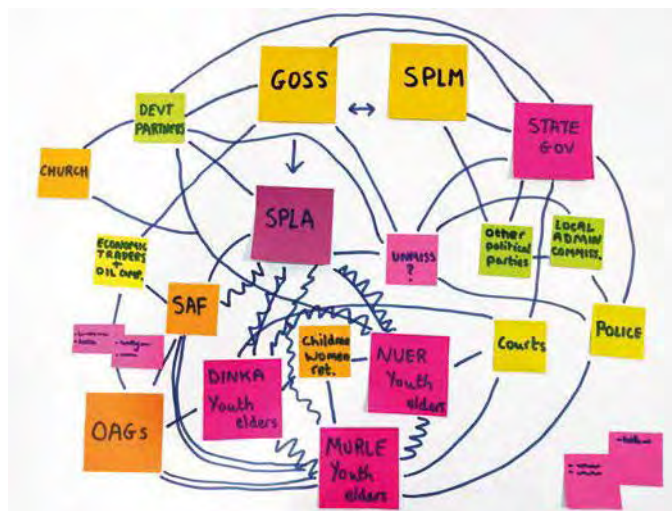 GOSS
SPLM
DEVT
PARTNERS
STATE
GOV
CHURCH
SPLA
ECONOMIC
TRADERS
+
OIL COMP.
UNMISS
?
Other
political
parties
LOCAL
ADMIN
COMMISS.
SAF
Children
Women
ret.
NUER
Youth
elders
Courts
POLICE
DINKA
Youth
elders
OAGs
MURLE
Youth
elders